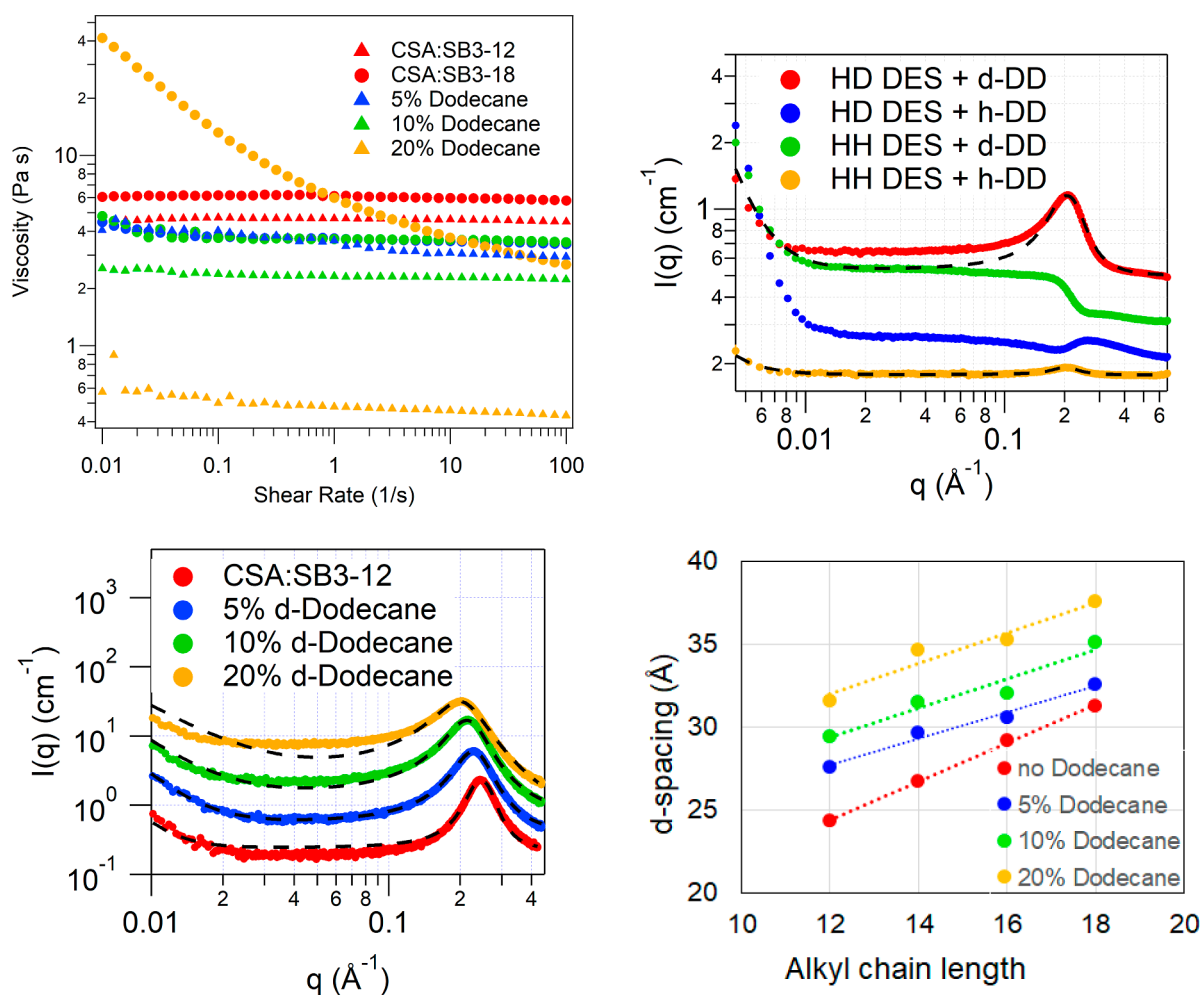 4
2
10
8
6
4
2
1
8
6
4
Viscosity (Pa s)
CSA:SB3-12
CSA:SB3-18
5% Dodecane
10% Dodecane
20% Dodecane
0.01
0.1
1
10
100
Shear Rate (1/s)
4
2
1
8
6
4
2
I(q) (cm⁻¹)
HD DES + d-DD
HD DES + h-DD
HH DES + d-DD
HH DES + h-DD
6 8 2 4 6 8 2 4 6
0.01 0.1
q (Å⁻¹)
10³
10²
10¹
10⁰
10⁻¹
I(q) (cm⁻¹)
CSA:SB3-12
5% d-Dodecane
10% d-Dodecane
20% d-Dodecane
2 4 6 8 2 4
0.01 0.1
q (Å⁻¹)
40
35
30
25
20
d-spacing (Å)
no Dodecane
5% Dodecane
10% Dodecane
20% Dodecane
10 12 14 16 18 20
Alkyl chain length